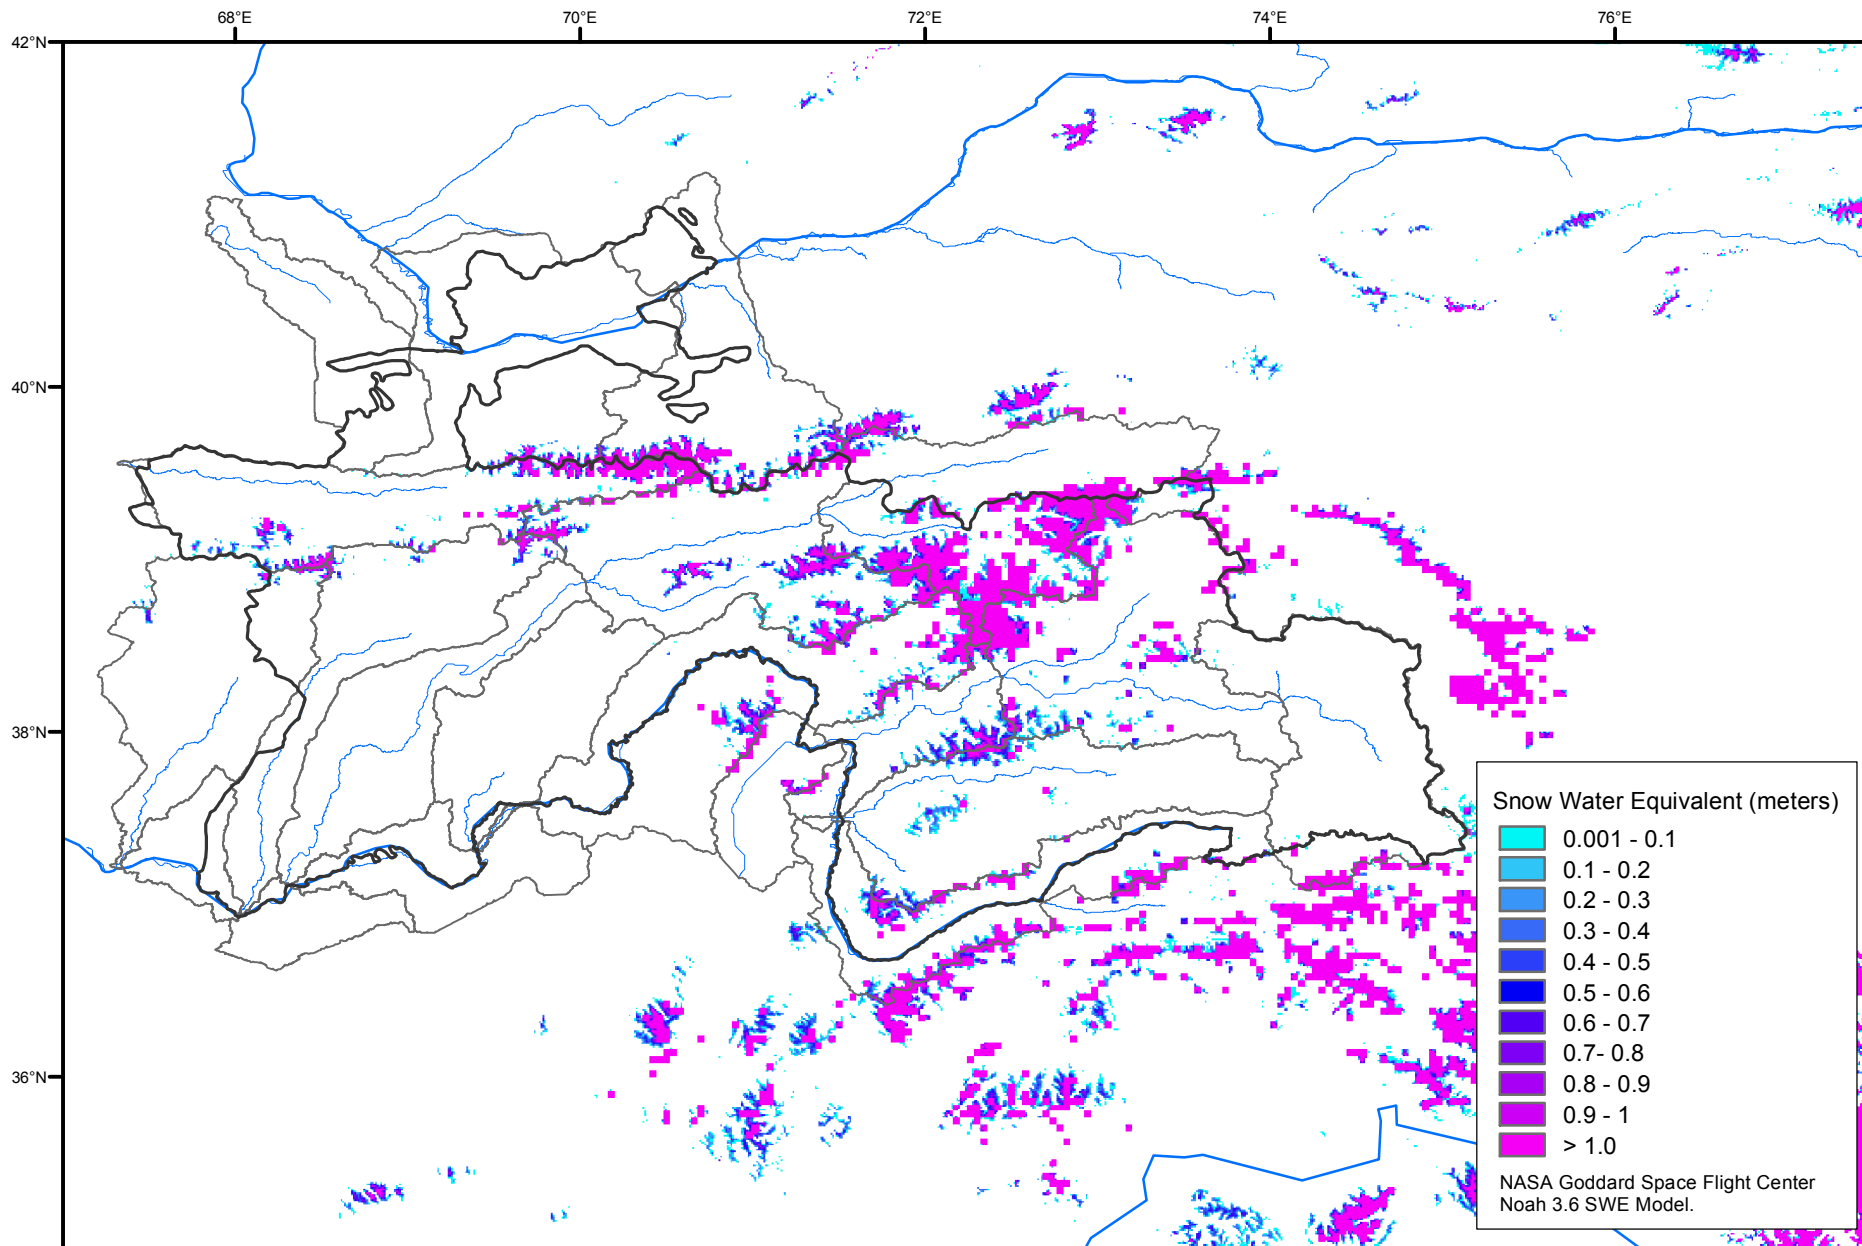 68°E 70°E 72°E 74°E 76°E
42°N
40°N
38°N
36°N
Snow Water Equivalent (meters)
0.001 - 0.1
0.1 - 0.2
0.2 - 0.3
0.3 - 0.4
0.4 - 0.5
0.5 - 0.6
0.6 - 0.7
0.7- 0.8
0.8 - 0.9
0.9 - 1
> 1.0
NASA Goddard Space Flight Center
Noah 3.6 SWE Model.